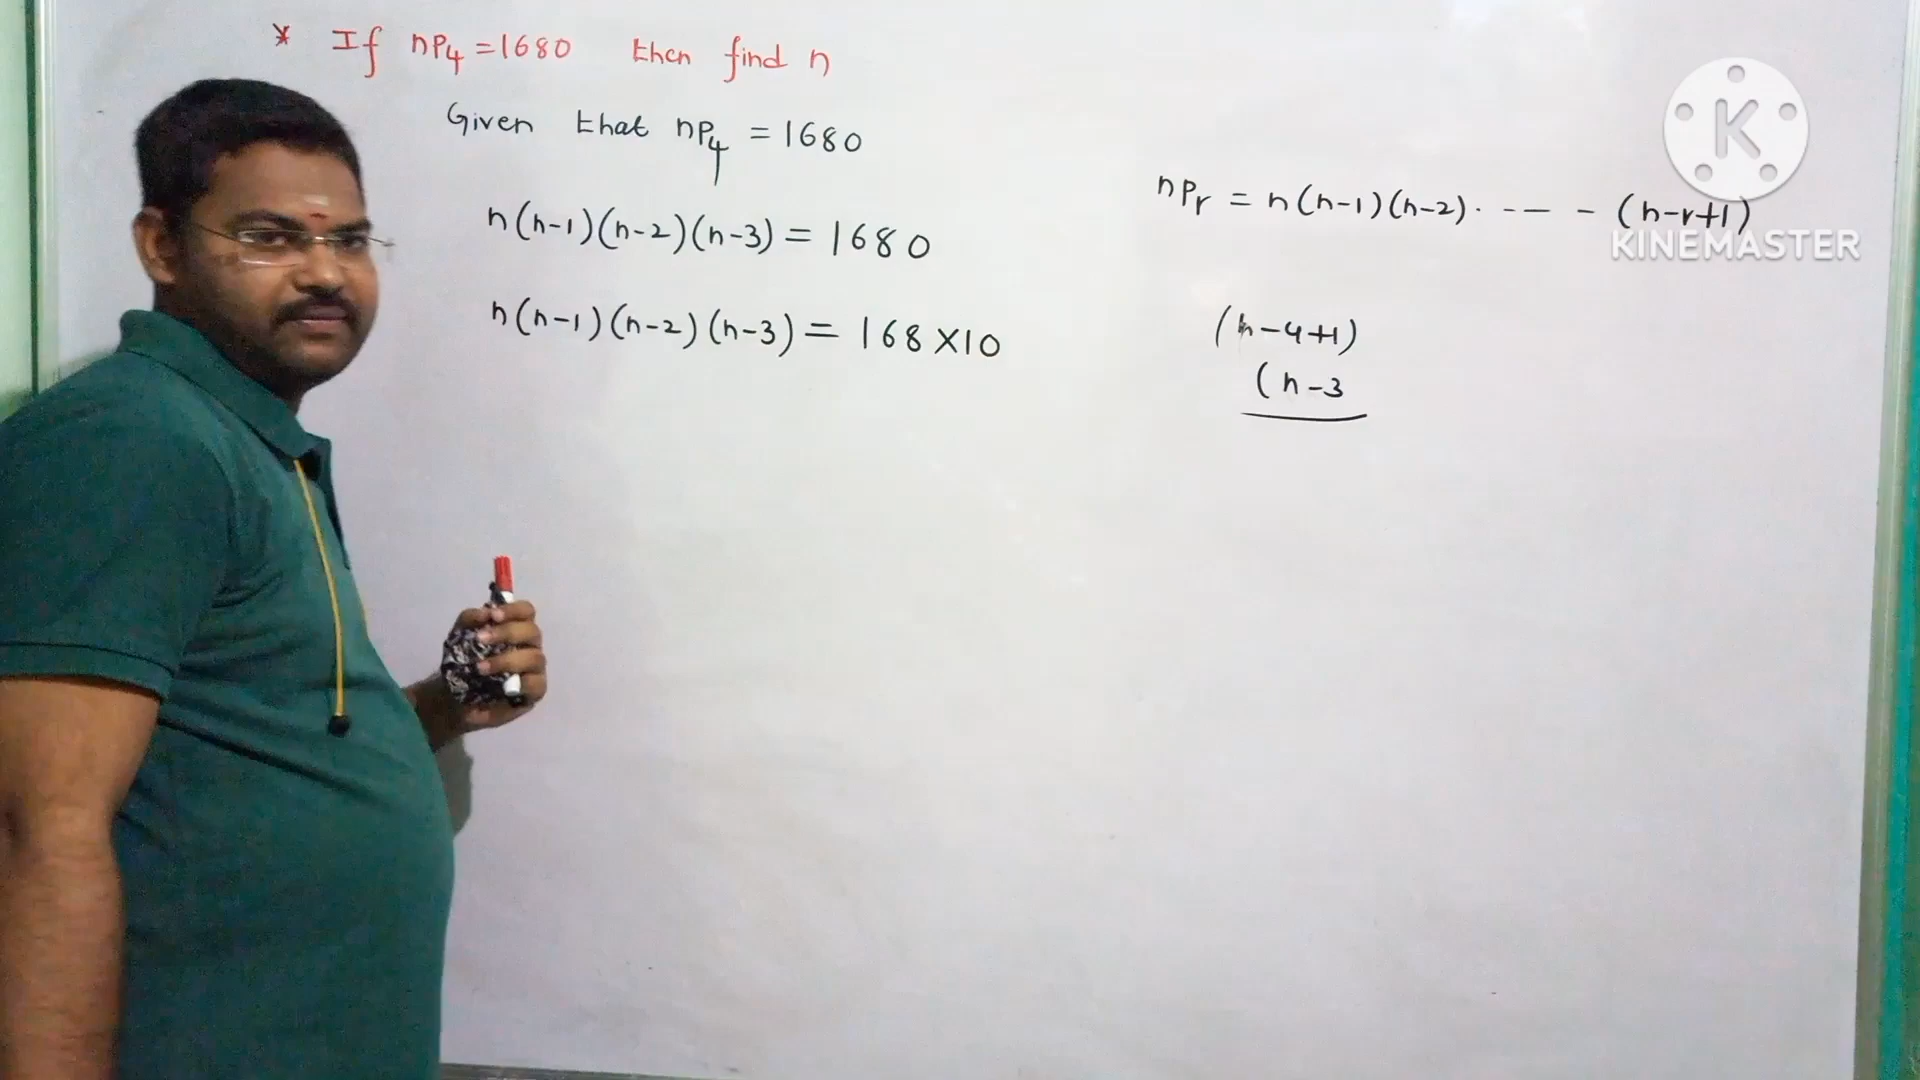 * If nP4 = 1680 then find n
Given that nP4 = 1680
n(n-1)(n-2)(n-3) = 1680
n(n-1)(n-2)(n-3) = 168 X10
nPr = n(n-1)(n-2). - - - - (n-r+1)
(n-4+1)
(n-3
K
KINEMASTER